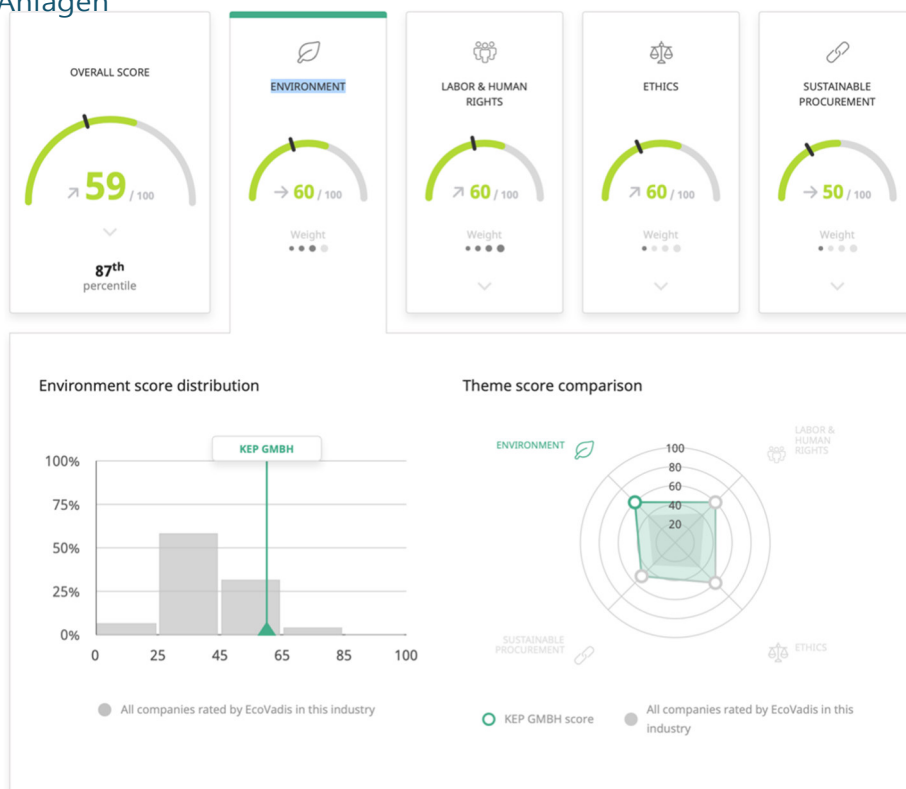 Anlagen
OVERALL SCORE
59 / 100
87th
percentile
ENVIRONMENT
60 / 100
Weight
LABOR & HUMAN
RIGHTS
60 / 100
Weight
ETHICS
60 / 100
Weight
SUSTAINABLE
PROCUREMENT
50 / 100
Weight
Environment score distribution
KEP GMBH
100%
75%
50%
25%
0%
0 25 45 65 85 100
All companies rated by EcoVadis in this industry
Theme score comparison
ENVIRONMENT
LABOR &
HUMAN
RIGHTS
100
80
60
40
20
SUSTAINABLE
PROCUREMENT
ETHICS
KEP GMBH score
All companies rated by EcoVadis in this
industry